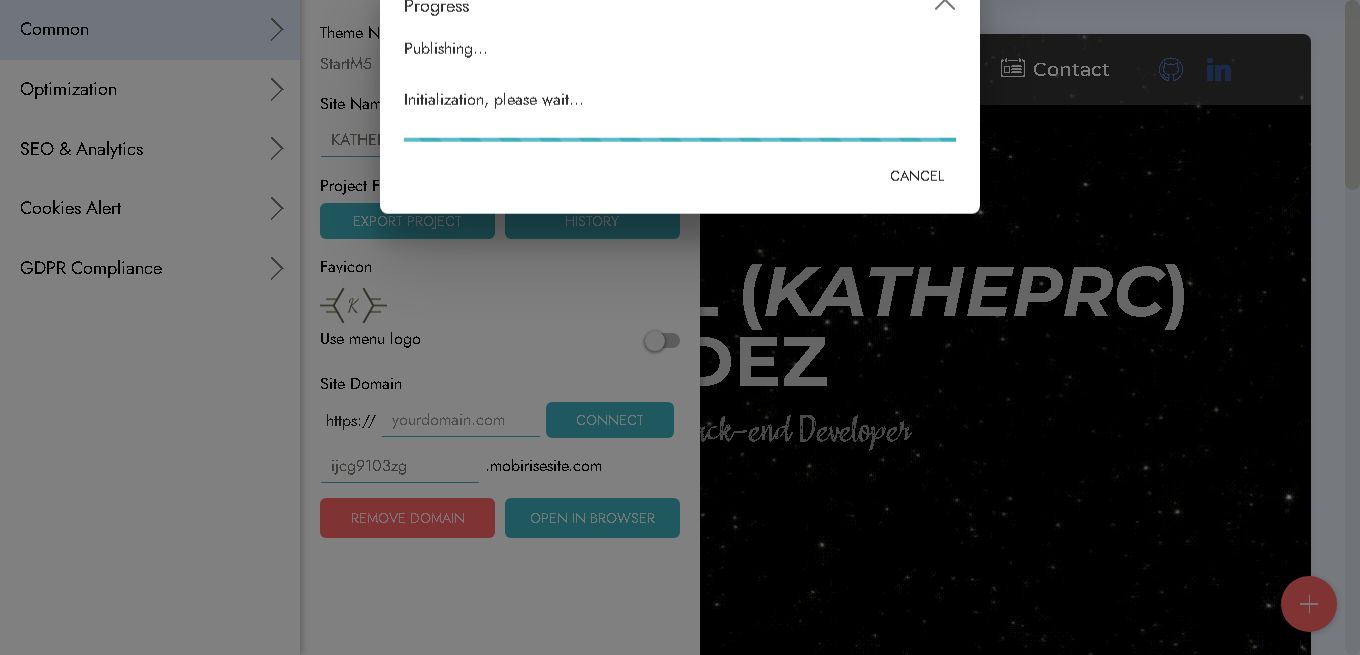 Progress
Publishing...
Initialization, please wait...
CANCEL
Common
Optimization
SEO & Analytics
Cookies Alert
GDPR Compliance
Theme N
StartM5
Site Nam
KATHE
Project F
EXPORT PROJECT
HISTORY
Favicon
K
Use menu logo
Site Domain
https://
yourdomain.com
CONNECT
ijcg9103zg
.mobirisesite.com
REMOVE DOMAIN
OPEN IN BROWSER
Contact
in
L (KATHEPRC)
DEZ
ck-end Developer